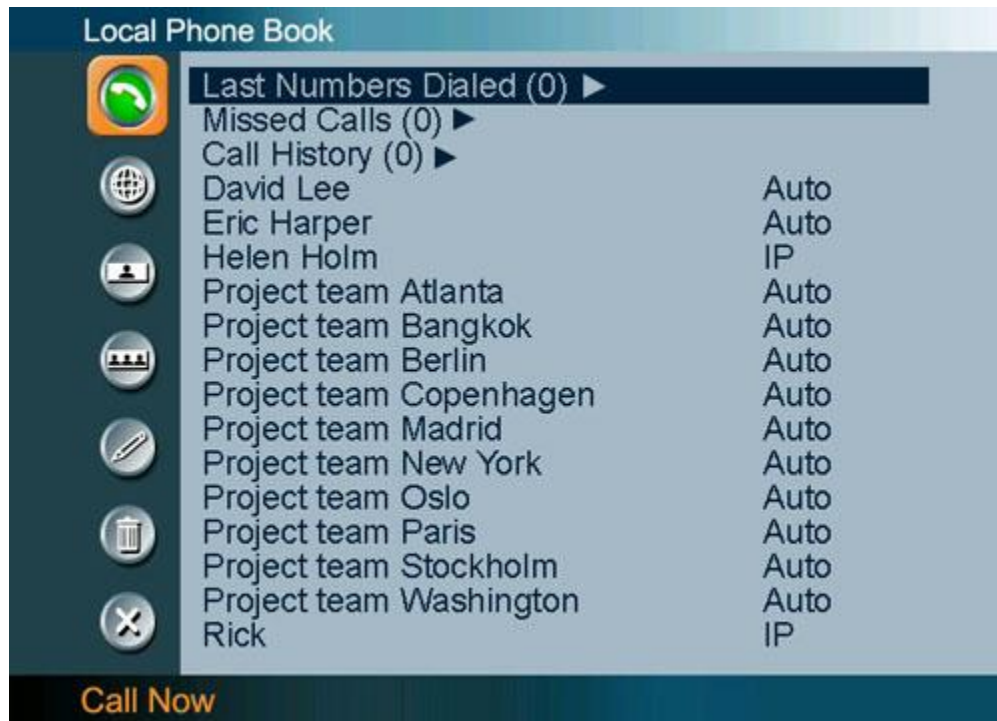 Local Phone Book
Last Numbers Dialed (0) ▶
Missed Calls (0) ▶
Call History (0) ▶
David Lee Auto
Eric Harper Auto
Helen Holm IP
Project team Atlanta Auto
Project team Bangkok Auto
Project team Berlin Auto
Project team Copenhagen Auto
Project team Madrid Auto
Project team New York Auto
Project team Oslo Auto
Project team Paris Auto
Project team Stockholm Auto
Project team Washington Auto
Rick IP
Call Now